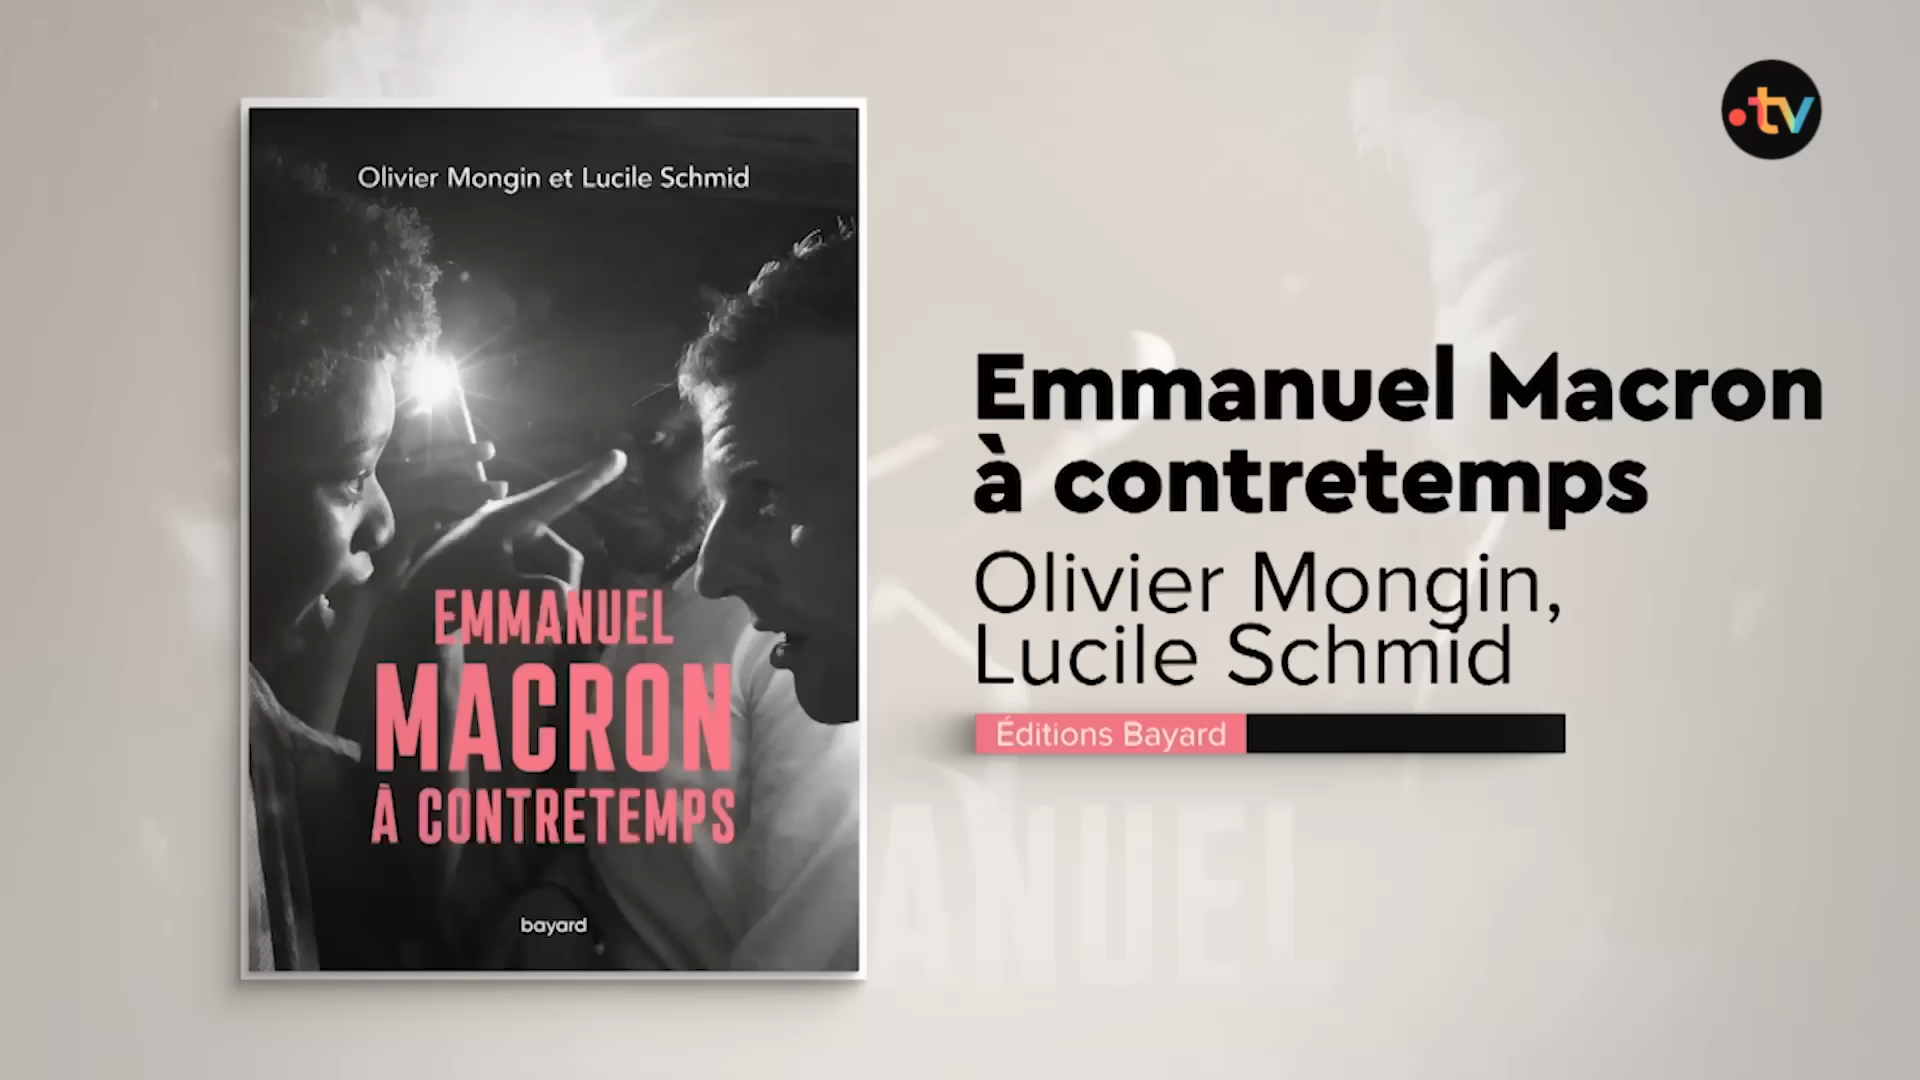 Olivier Mongin et Lucile Schmid
EMMANUEL
MACRON
À CONTRETEMPS
bayard
.tv
Emmanuel Macron
à contretemps
Olivier Mongin,
Lucile Schmid
Éditions Bayard
ANUEL